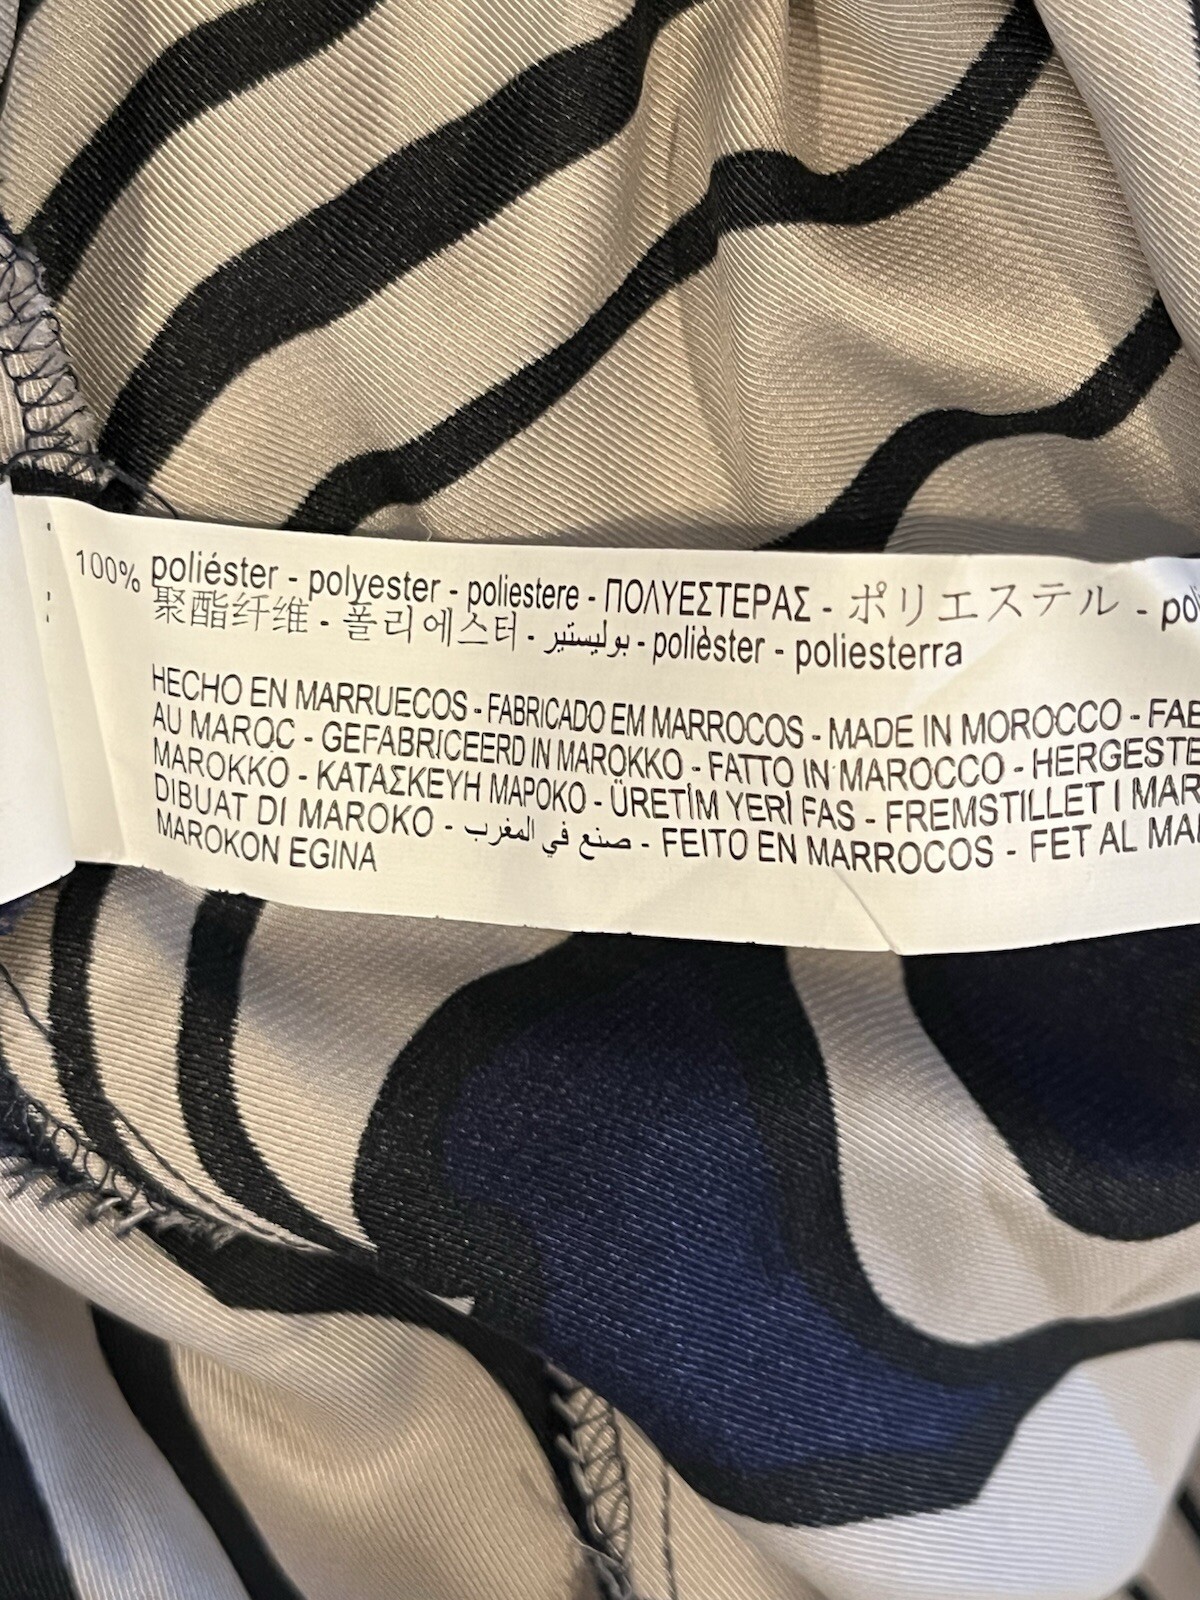 100% poliéster - polyester - poliestere - ΠΟΛΥΕΣΤΕΡΑΣ - ポリエステル -
聚酯纤维 - 폴리에스터 - بوليستير - polièster - poliesterra
HECHO EN MARRUECOS - FABRICADO EM MARROCOS - MADE IN MOROCCO -
AU MAROC - GEFABRICEERD IN MAROKKO - FATTO IN MAROCCO -
MAROKKO - ΚΑΤΑΣΚΕΥΗ ΜΑΡΟΚΟ - ÜRETİM YERİ FAS - FREMSTILLET I
DIBUAT DI MAROKO - صنع في المغرب - FEITO EN MARROCOS - FET AL
MAROKON EGINA